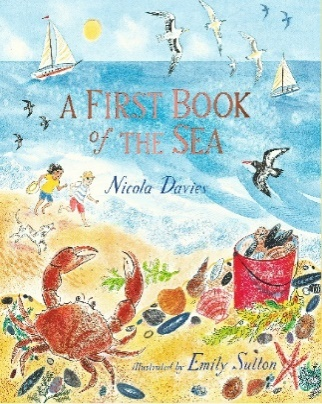 A FIRST BOOK
of THE SEA
Nicola Davies
illustrated by Emily Sutton